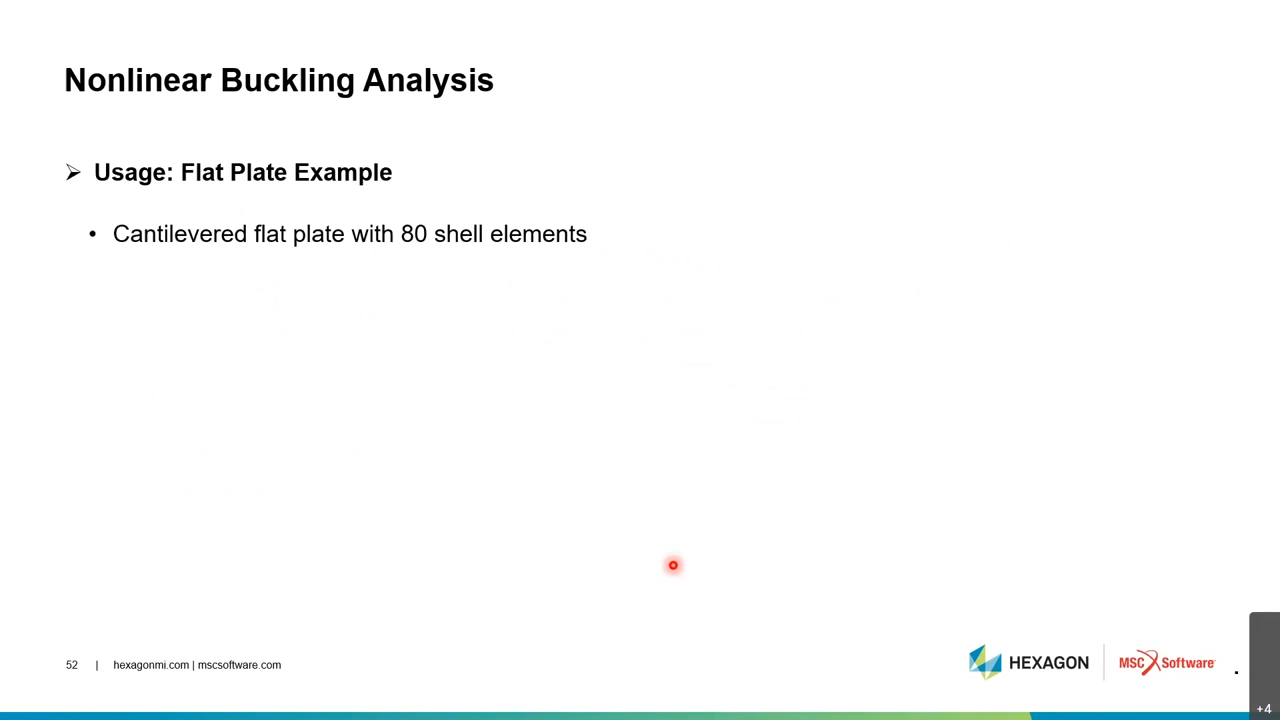 Nonlinear Buckling Analysis
➢ Usage: Flat Plate Example
• Cantilevered flat plate with 80 shell elements
52 | hexagonmi.com | mscsoftware.com
HEXAGON | MSC Software
+4